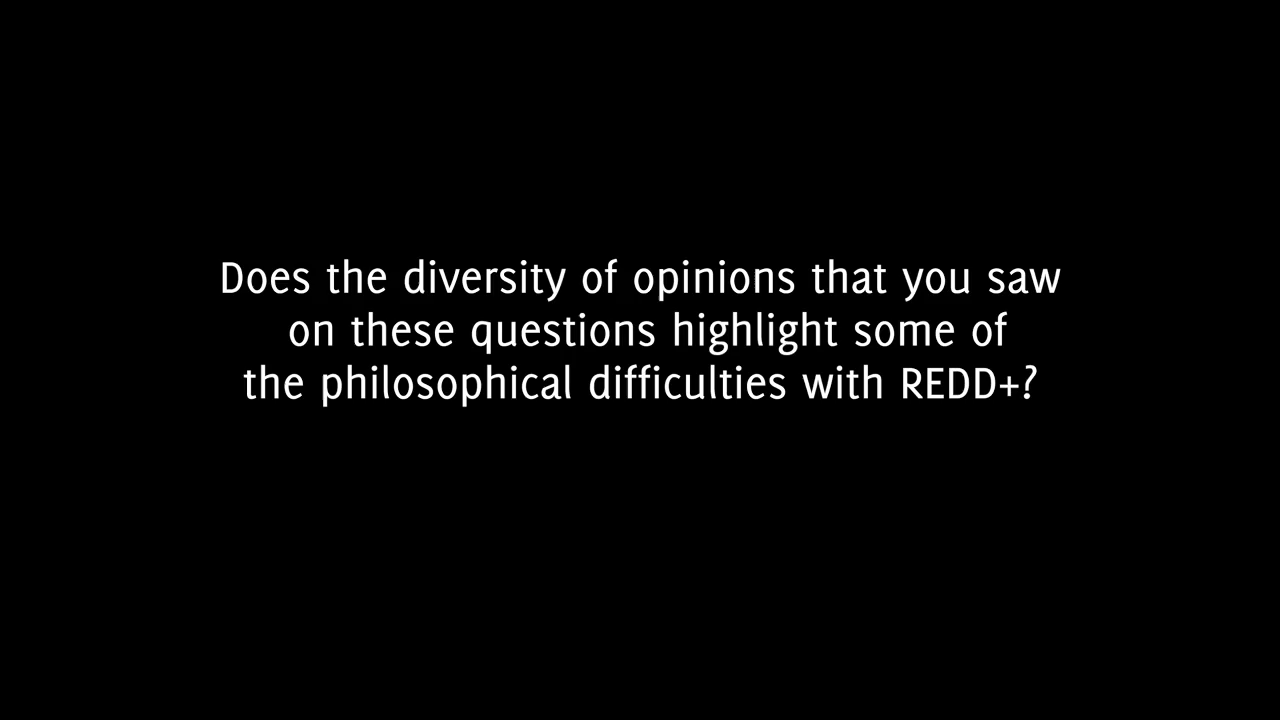 Does the diversity of opinions that you saw
on these questions highlight some of
the philosophical difficulties with REDD+?